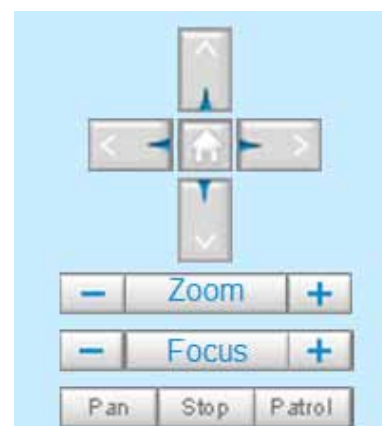 − Zoom +
− Focus +
Pan Stop Patrol